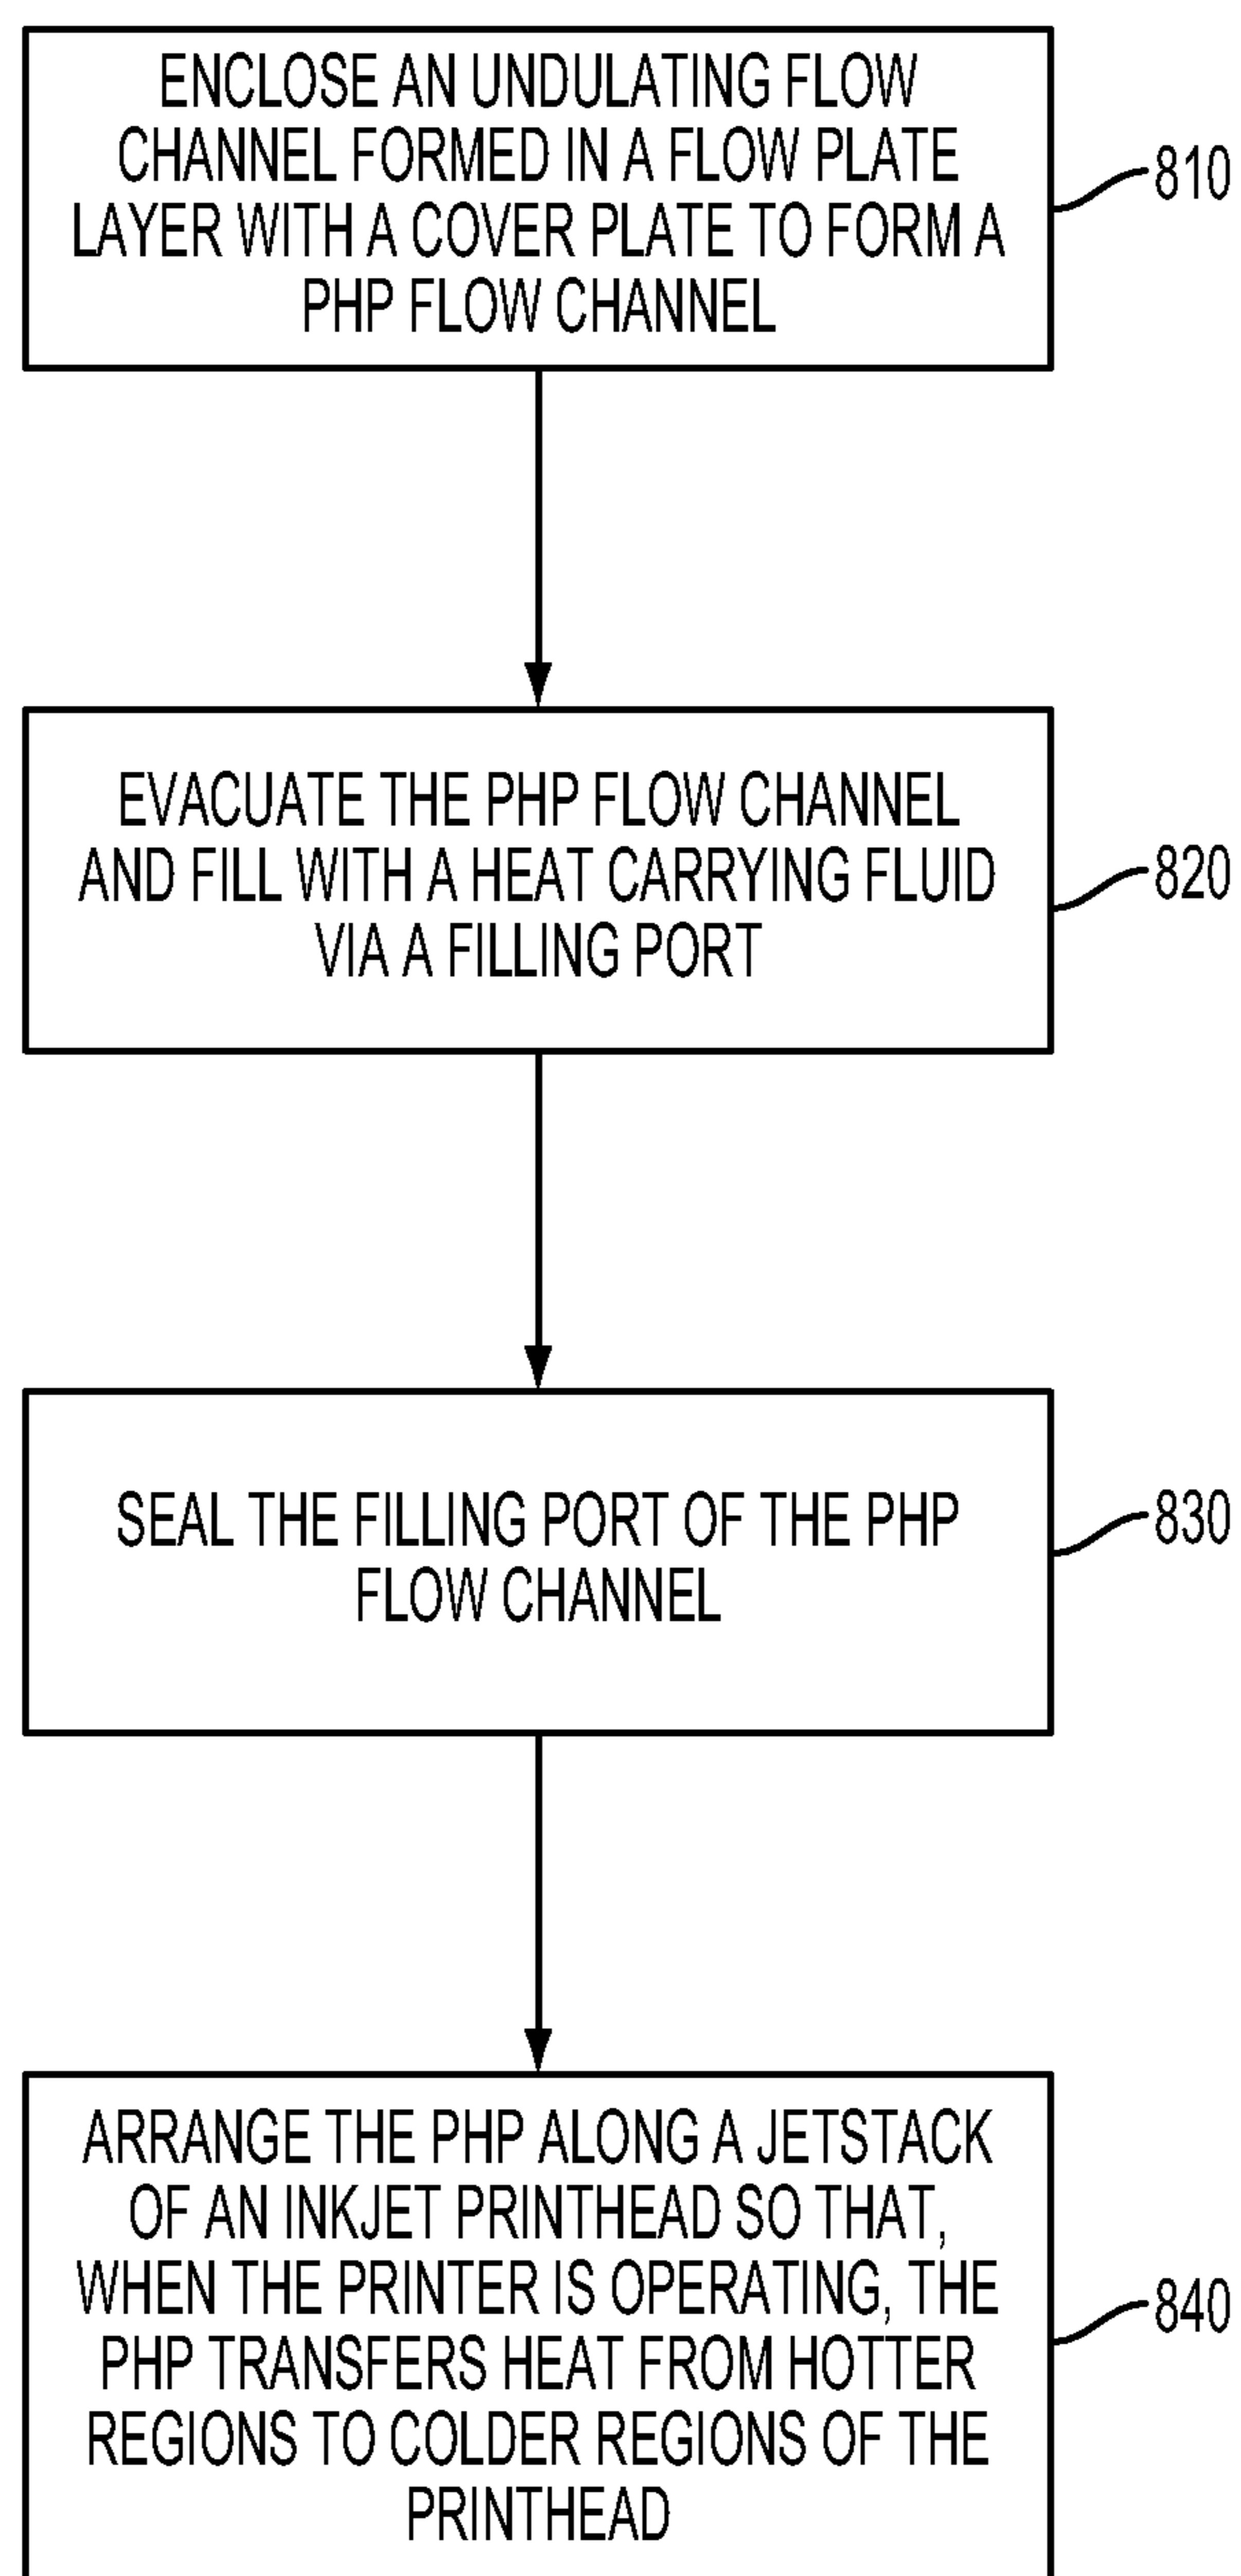 ENCLOSE AN UNDULATING FLOW
CHANNEL FORMED IN A FLOW PLATE
LAYER WITH A COVER PLATE TO FORM A
PHP FLOW CHANNEL
810
EVACUATE THE PHP FLOW CHANNEL
AND FILL WITH A HEAT CARRYING FLUID
VIA A FILLING PORT
820
SEAL THE FILLING PORT OF THE PHP
FLOW CHANNEL
830
ARRANGE THE PHP ALONG A JETSTACK
OF AN INKJET PRINTHEAD SO THAT,
WHEN THE PRINTER IS OPERATING, THE
PHP TRANSFERS HEAT FROM HOTTER
REGIONS TO COLDER REGIONS OF THE
PRINTHEAD
840